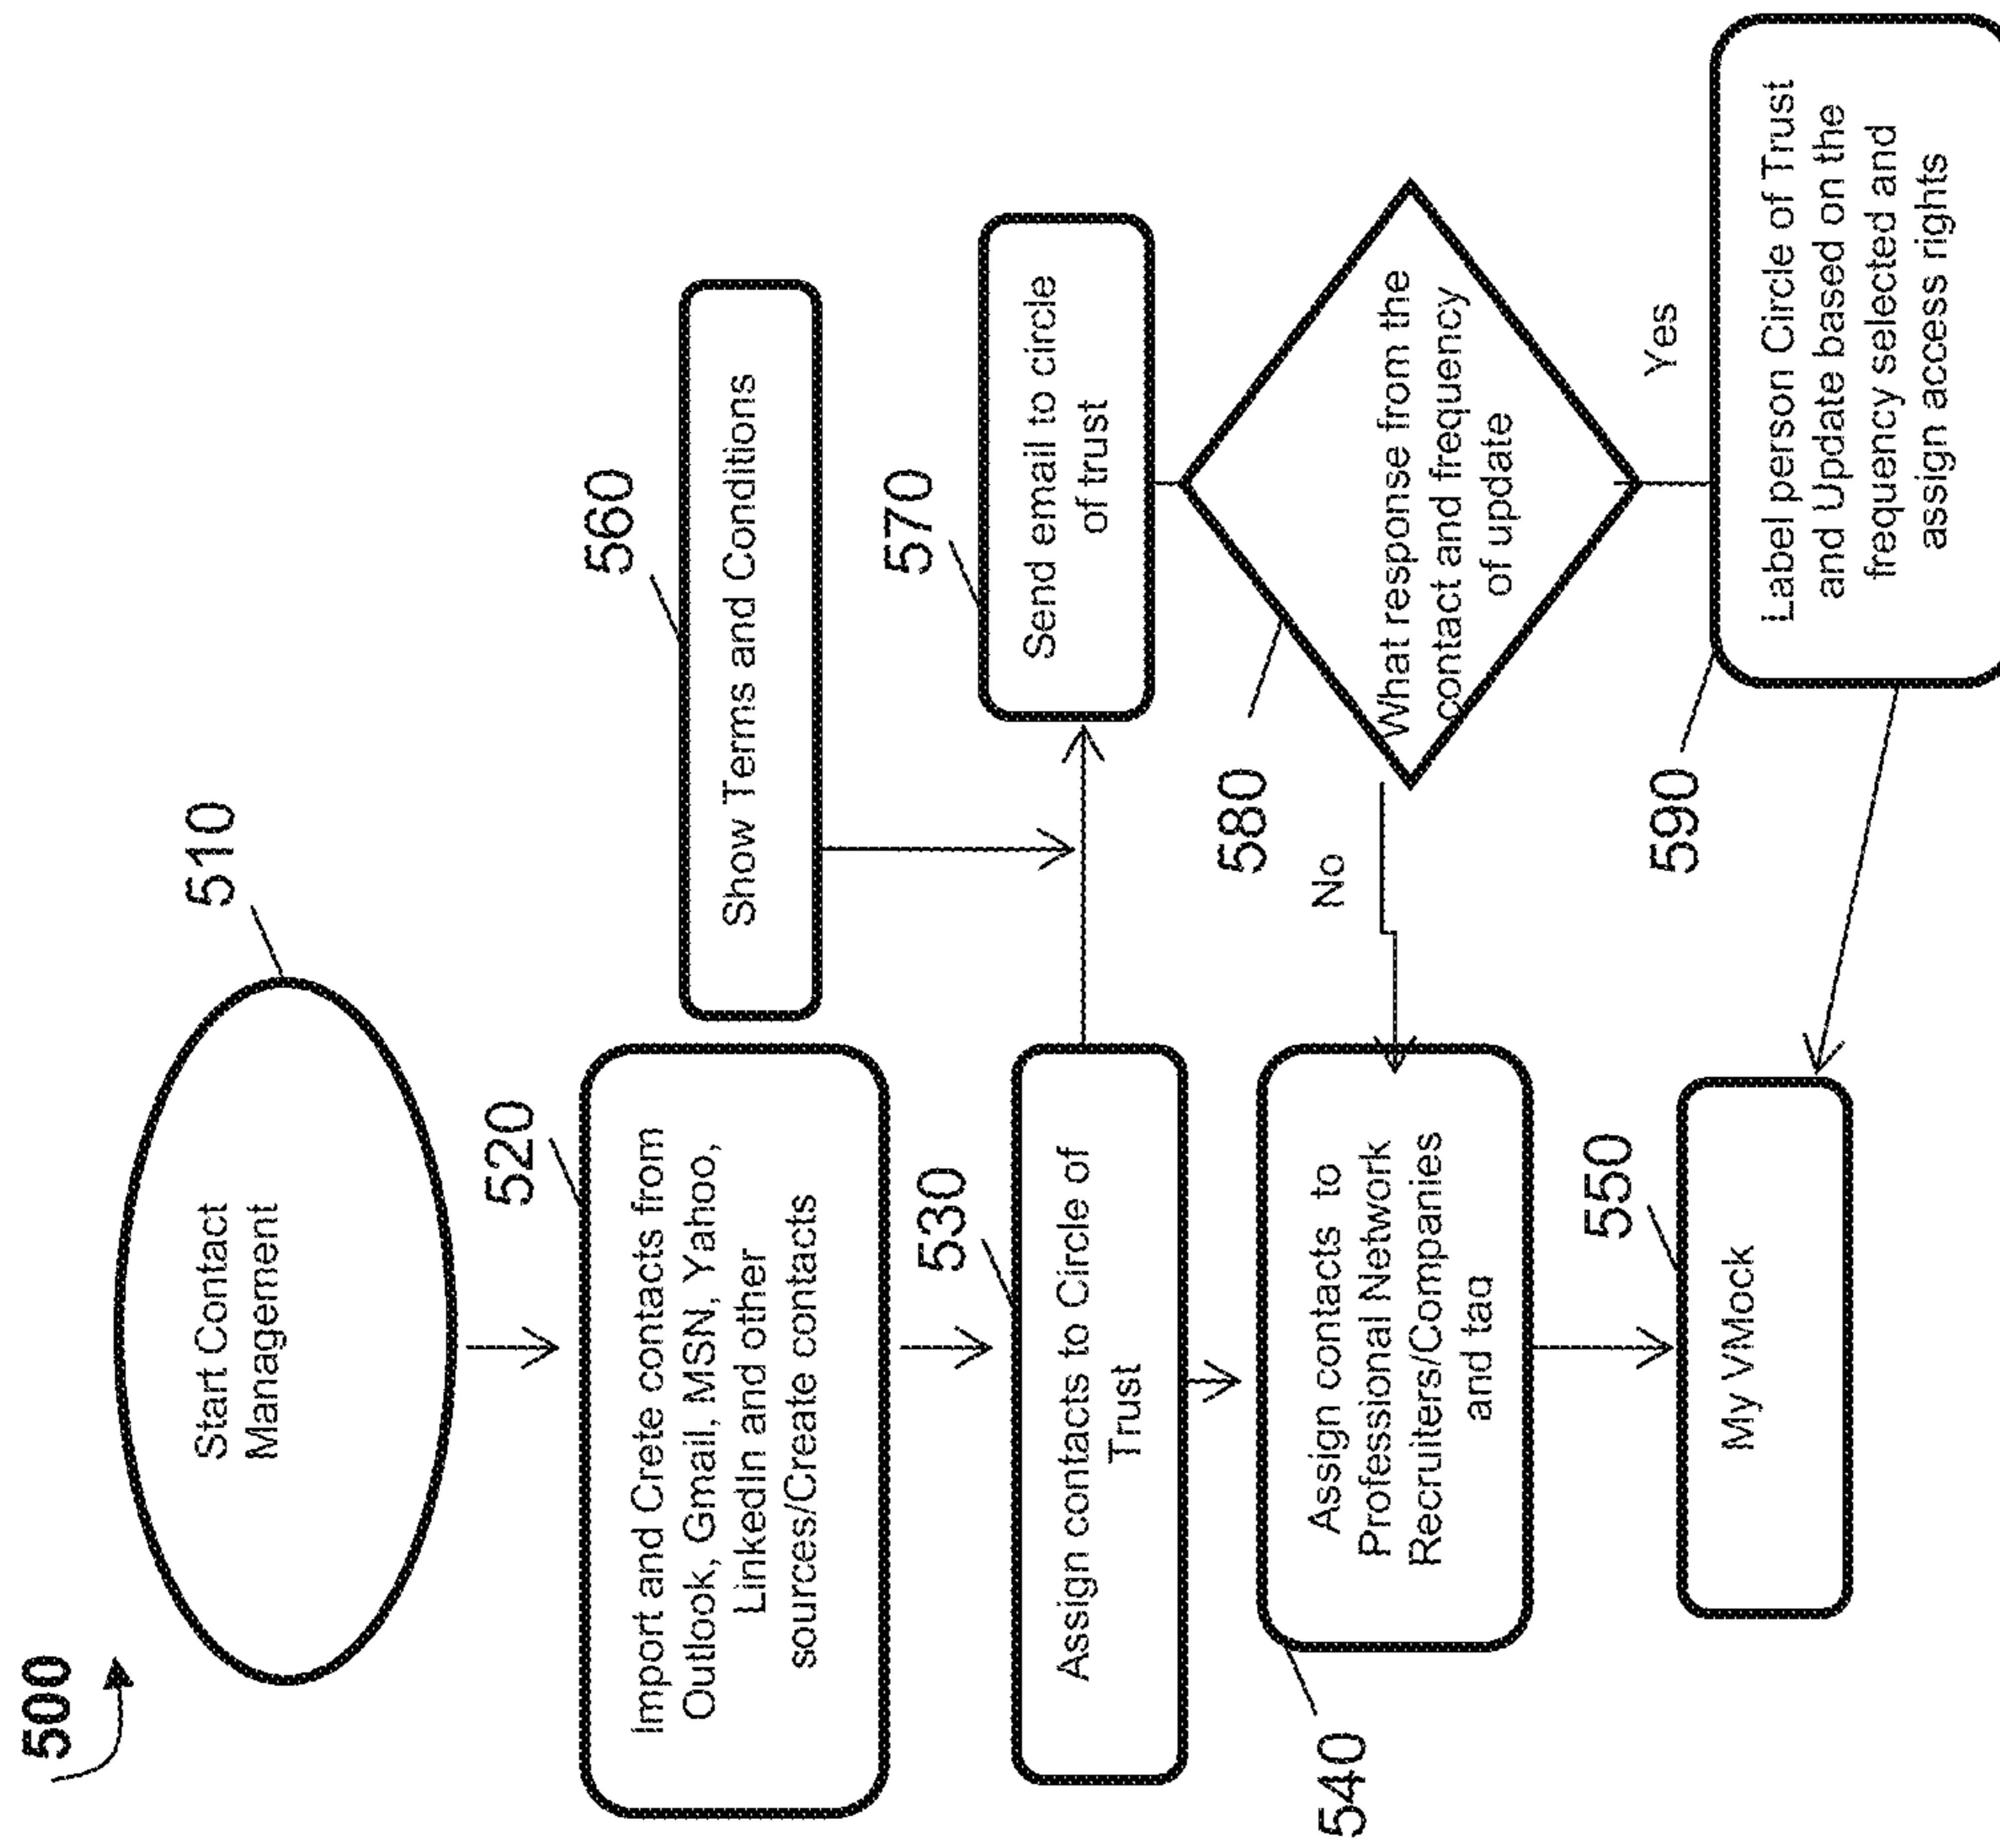 500
510
Start Contact
Management
520
Import and Crete contacts from
Outlook, Gmail, MSN, Yahoo,
LinkedIn and other
sources/Create contacts
560
Show Terms and Conditions
530
Assign contacts to Circle of
Trust
570
Send email to circle
of trust
540
Assign contacts to
Professional Network
Recruiters/Companies
and tag
580
What response from the
contact and frequency
of update
No
Yes
550
My VMock
590
Label person Circle of Trust
and Update based on the
frequency selected and
assign access rights